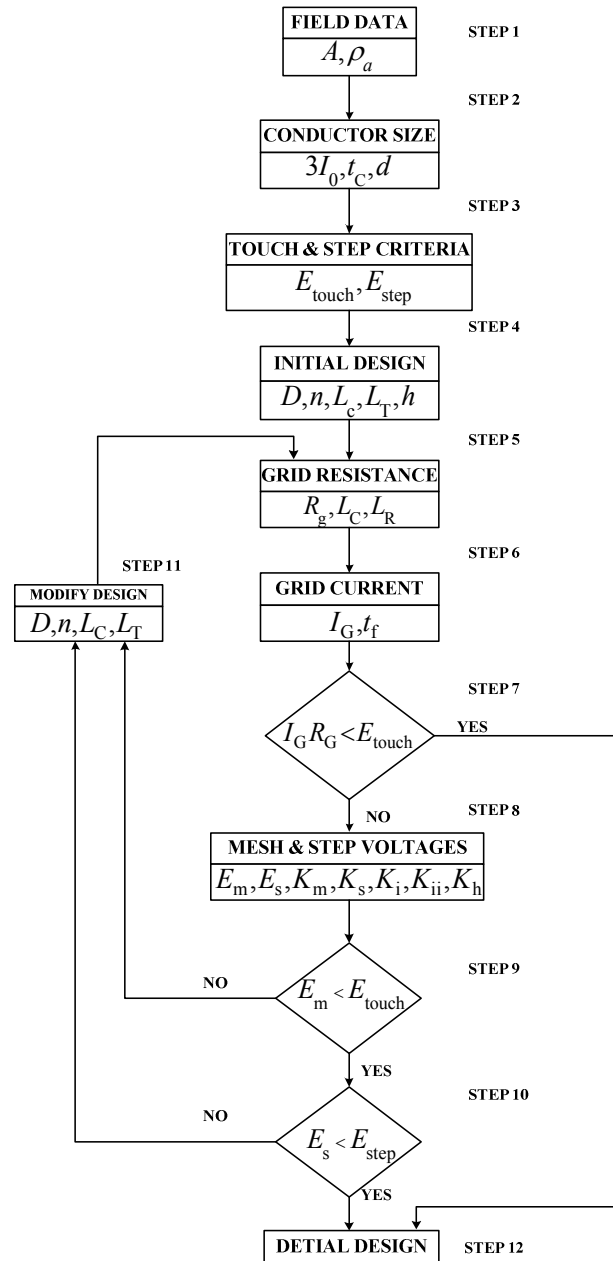 FIELD DATA
STEP 1
A,ρa
STEP 2
CONDUCTOR SIZE
3I0,tC,d
STEP 3
TOUCH & STEP CRITERIA
Etouch,Estep
STEP 4
INITIAL DESIGN
D,n,Lc,LT,h
STEP 5
GRID RESISTANCE
Rg,LC,LR
STEP 6
STEP 11
MODIFY DESIGN
D,n,LC,LT
GRID CURRENT
IG,tf
STEP 7
IGRG<Etouch
YES
NO
STEP 8
MESH & STEP VOLTAGES
Em,Es,Km,Ks,Ki,Kii,Kh
STEP 9
NO
Em<Etouch
YES
STEP 10
NO
Es<Estep
YES
DETIAL DESIGN
STEP 12